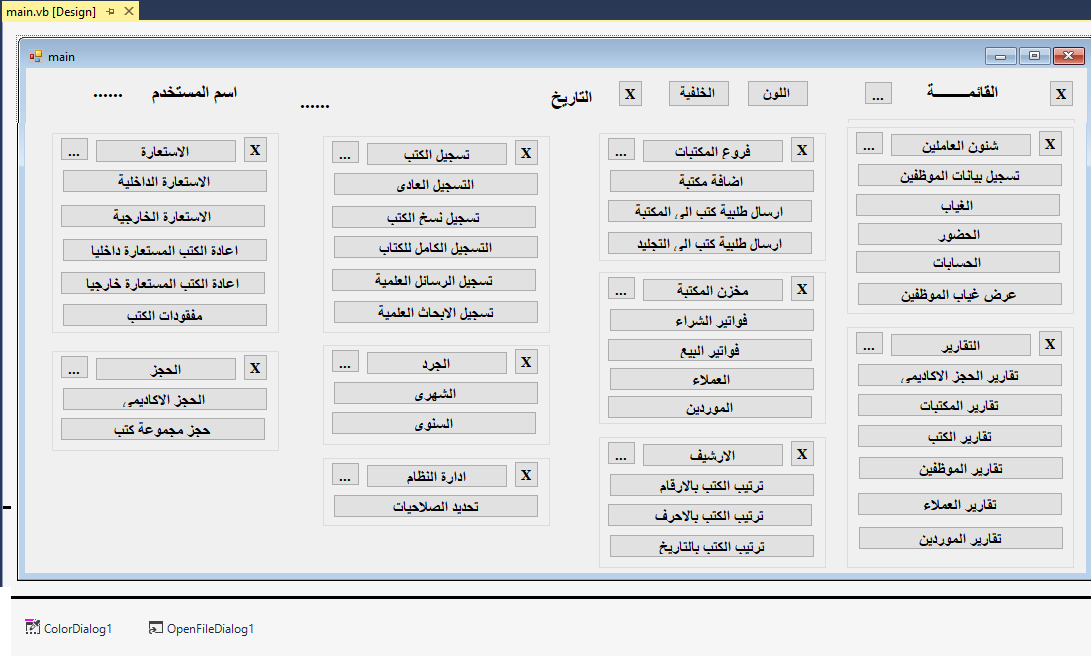 main.vb [Design]
main
القائمـــــــة
...
X
اللون
الخلفية
X
التاريخ
......
اسم المستخدم
......
X
شئون العاملين
...
تسجيل بيانات الموظفين
الغياب
الحضور
الحسابات
عرض غياب الموظفين
X
التقارير
...
تقارير الحجز الاكاديمى
تقارير المكتبات
تقارير الكتب
تقارير الموظفين
تقارير العملاء
تقارير الموردين
X
فروع المكتبات
...
اضافة مكتبة
ارسال طلبية كتب الى المكتبة
ارسال طلبية كتب الى التجليد
X
مخزن المكتبة
...
فواتير الشراء
فواتير البيع
العملاء
الموردين
X
الارشيف
...
ترتيب الكتب بالارقام
ترتيب الكتب بالاحرف
ترتيب الكتب بالتاريخ
X
تسجيل الكتب
...
التسجيل العادى
تسجيل نسخ الكتب
التسجيل الكامل للكتاب
تسجيل الرسائل العلمية
تسجيل الابحاث العلمية
X
الجرد
...
الشهرى
السنوى
X
ادارة النظام
...
تحديد الصلاحيات
X
الاستعارة
...
الاستعارة الداخلية
الاستعارة الخارجية
اعادة الكتب المستعارة داخليا
اعادة الكتب المستعارة خارجيا
مفقودات الكتب
X
الحجز
...
الحجز الاكاديمى
حجز مجموعة كتب
ColorDialog1
OpenFileDialog1